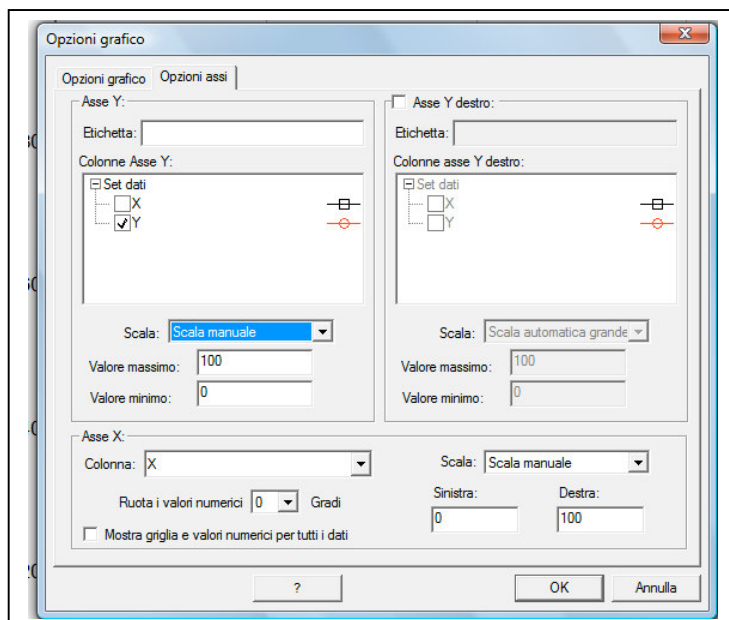 Opzioni grafico
Opzioni grafico Opzioni assi
Asse Y:
Etichetta:
Colonne Asse Y:
Set dati
X
Y
Scala: Scala manuale
Valore massimo: 100
Valore minimo: 0
Asse Y destro:
Etichetta:
Colonne asse Y destro:
Set dati
X
Y
Scala: Scala automatica grande
Valore massimo: 100
Valore minimo: 0
Asse X:
Colonna: X
Ruota i valori numerici 0 Gradi
Mostra griglia e valori numerici per tutti i dati
Scala: Scala manuale
Sinistra: Destra:
0 100
? OK Annulla